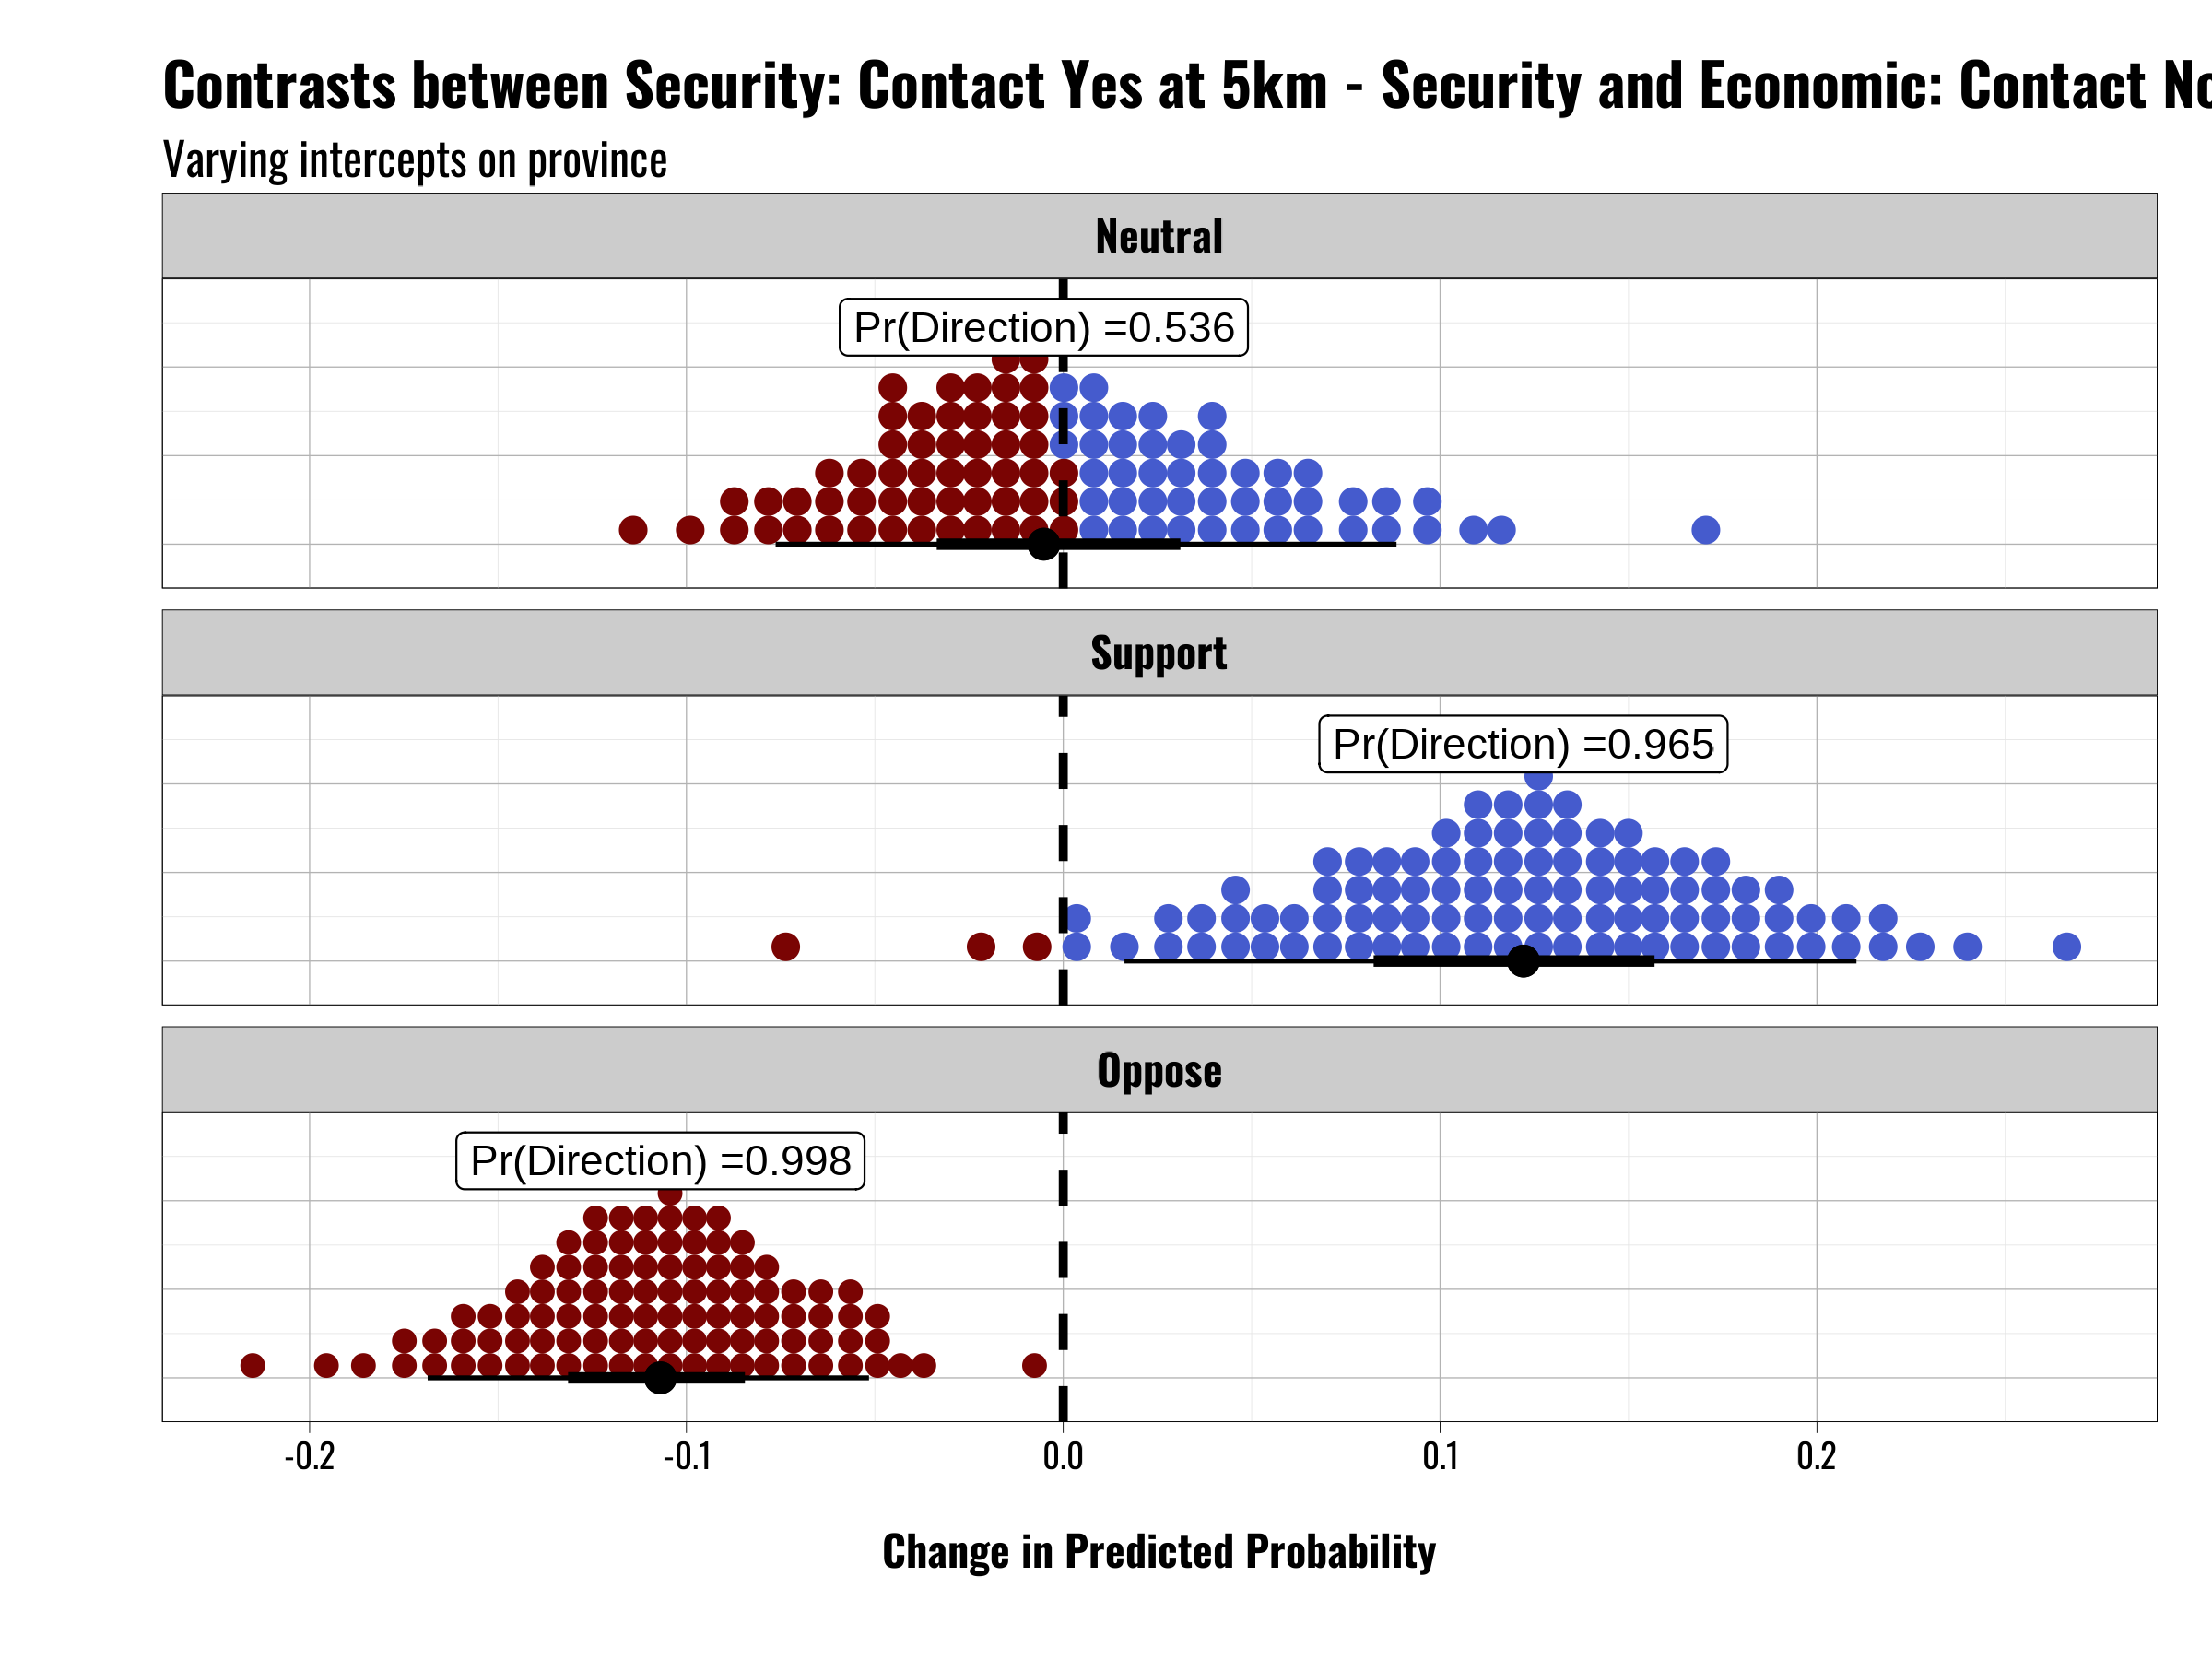 Contrasts between Security: Contact Yes at 5km - Security and Economic: Contact
Varying intercepts on province
Neutral
Pr(Direction) =0.536
Support
Pr(Direction) =0.965
Oppose
Pr(Direction) =0.998
-0.2 -0.1 0.0 0.1 0.2
Change in Predicted Probability